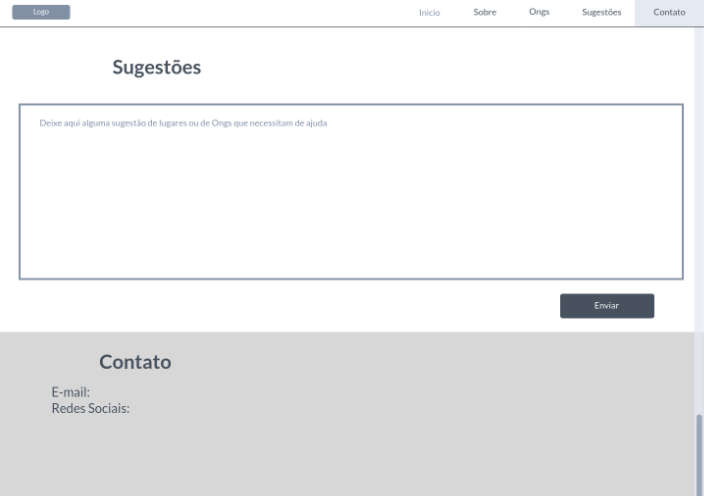 Logo
Início
Sobre
Ongs
Sugestões
Contato
Sugestões
Deixe aqui alguma sugestão de lugares ou de Ongs que necessitam de ajuda
Enviar
Contato
E-mail:
Redes Sociais: